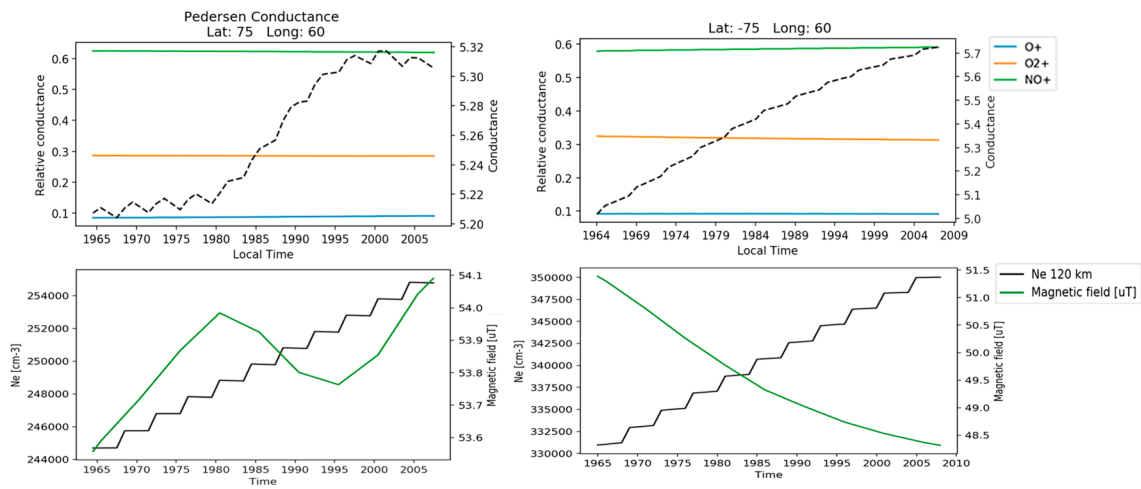 Pedersen Conductance
Lat: 75 Long: 60
Relative conductance
0.6
0.5
0.4
0.3
0.2
0.1
5.32
5.30
5.28
5.26
5.24
5.22
5.20
Conductance
1965 1970 1975 1980 1985 1990 1995 2000 2005
Local Time
Lat: -75 Long: 60
Relative conductance
0.6
0.5
0.4
0.3
0.2
0.1
5.7
5.6
5.5
5.4
5.3
5.2
5.1
5.0
Conductance
1964 1969 1974 1979 1984 1989 1994 1999 2004 2009
Local Time
O+
O2+
NO+
Ne [cm-3]
254000
252000
250000
248000
246000
244000
54.1
54.0
53.9
53.8
53.7
53.6
Magnetic field [uT]
1965 1970 1975 1980 1985 1990 1995 2000 2005
Time
Ne [cm-3]
350000
347500
345000
342500
340000
337500
335000
332500
330000
51.5
51.0
50.5
50.0
49.5
49.0
48.5
Magnetic field [uT]
1965 1970 1975 1980 1985 1990 1995 2000 2005 2010
Time
Ne 120 km
Magnetic field [uT]